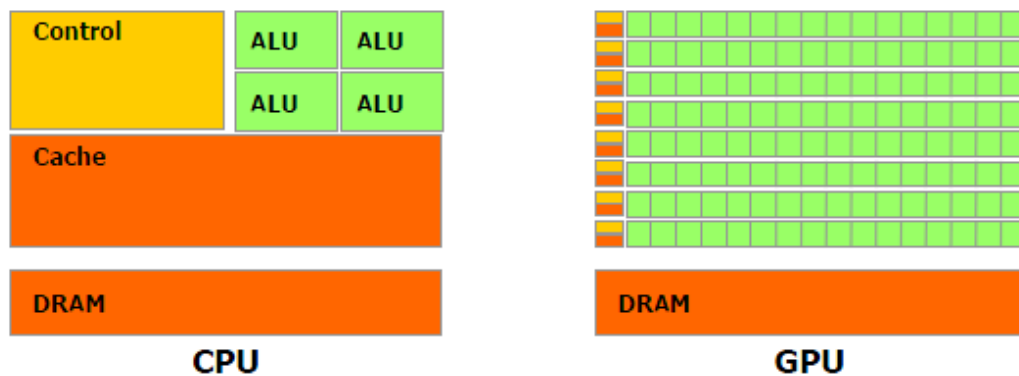 Control
ALU ALU
ALU ALU
Cache
DRAM
CPU
DRAM
GPU